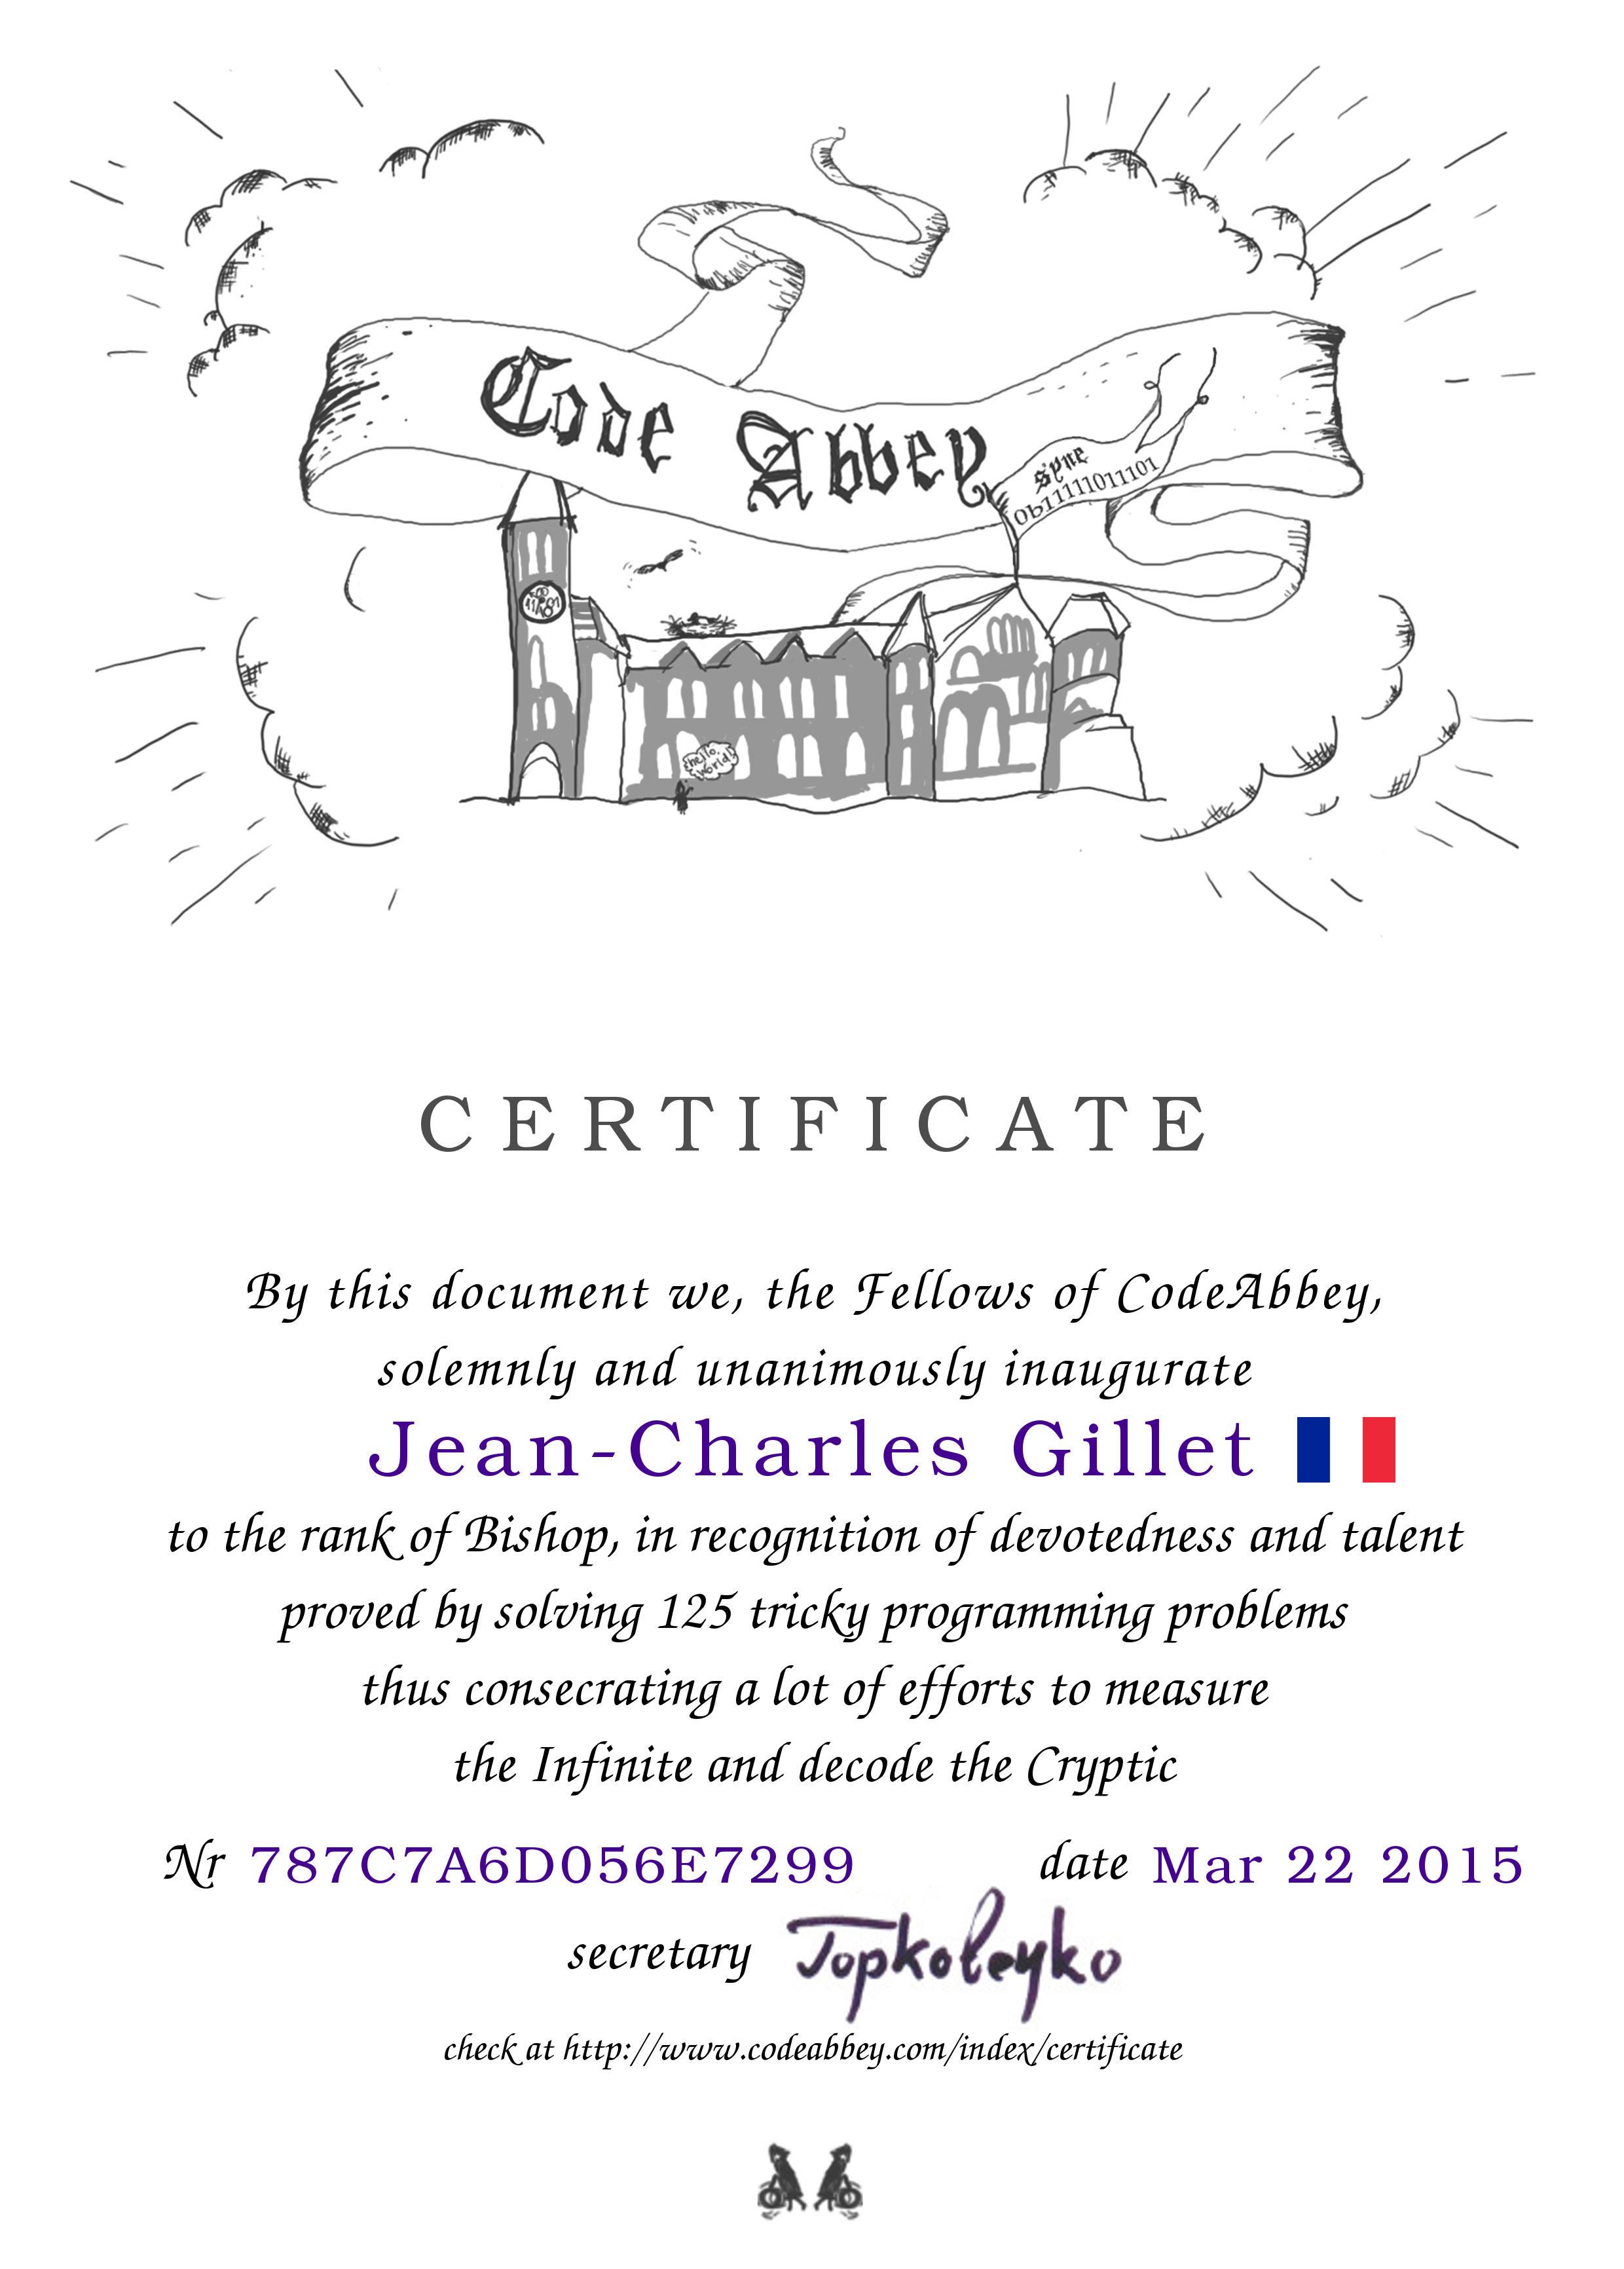 Code Abbey
syne
0b11111011101
hello, world!
CERTIFICATE
By this document we, the Fellows of CodeAbbey,
solemnly and unanimously inaugurate
Jean-Charles Gillet
to the rank of Bishop, in recognition of devotedness and talent
proved by solving 125 tricky programming problems
thus consecrating a lot of efforts to measure
the Infinite and decode the Cryptic
Nr 787C7A6D056E7299 date Mar 22 2015
secretary
check at http://www.codeabbey.com/index/certificate